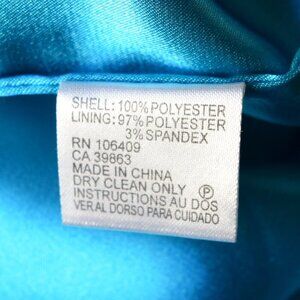 SHELL: 100% POLYESTER
LINING: 97% POLYESTER
3% SPANDEX
RN 106409
CA 39863
MADE IN CHINA
DRY CLEAN ONLY Ⓟ
INSTRUCTIONS AU DOS
VER AL DORSO PARA CUIDADO